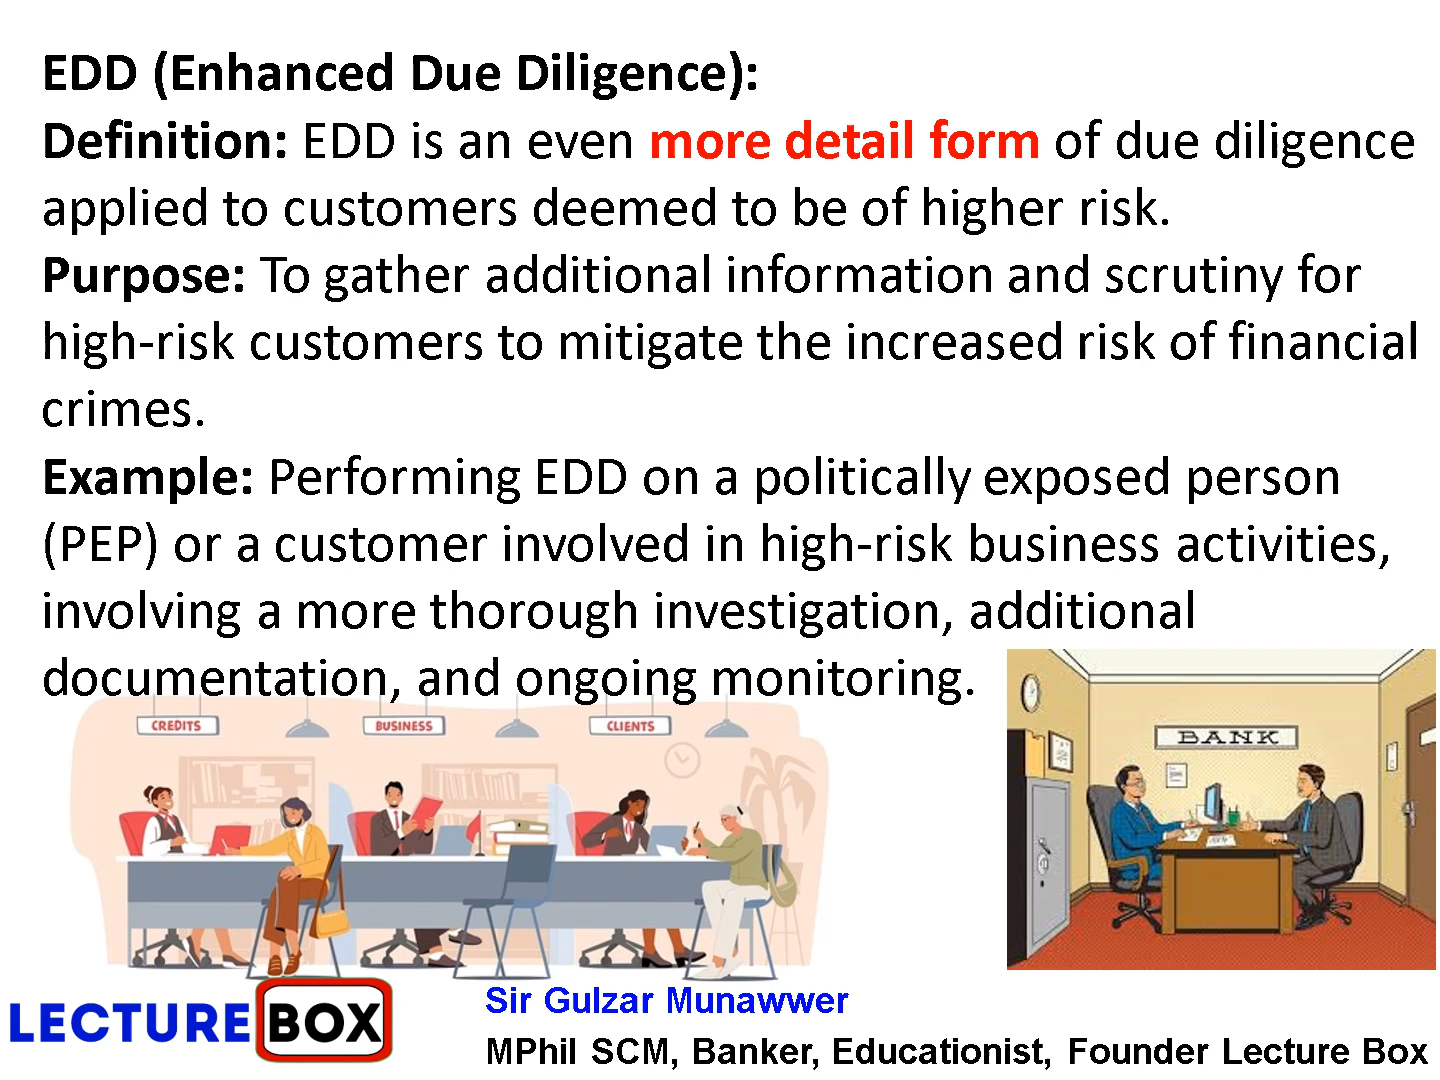 EDD (Enhanced Due Diligence):
Definition: EDD is an even more detail form of due diligence
applied to customers deemed to be of higher risk.
Purpose: To gather additional information and scrutiny for
high-risk customers to mitigate the increased risk of financial
crimes.
Example: Performing EDD on a politically exposed person
(PEP) or a customer involved in high-risk business activities,
involving a more thorough investigation, additional
documentation, and ongoing monitoring.
CREDITS
BUSINESS
CLIENTS
BANK
LECTURE BOX
Sir Gulzar Munawwer
MPhil SCM, Banker, Educationist, Founder Lecture Box